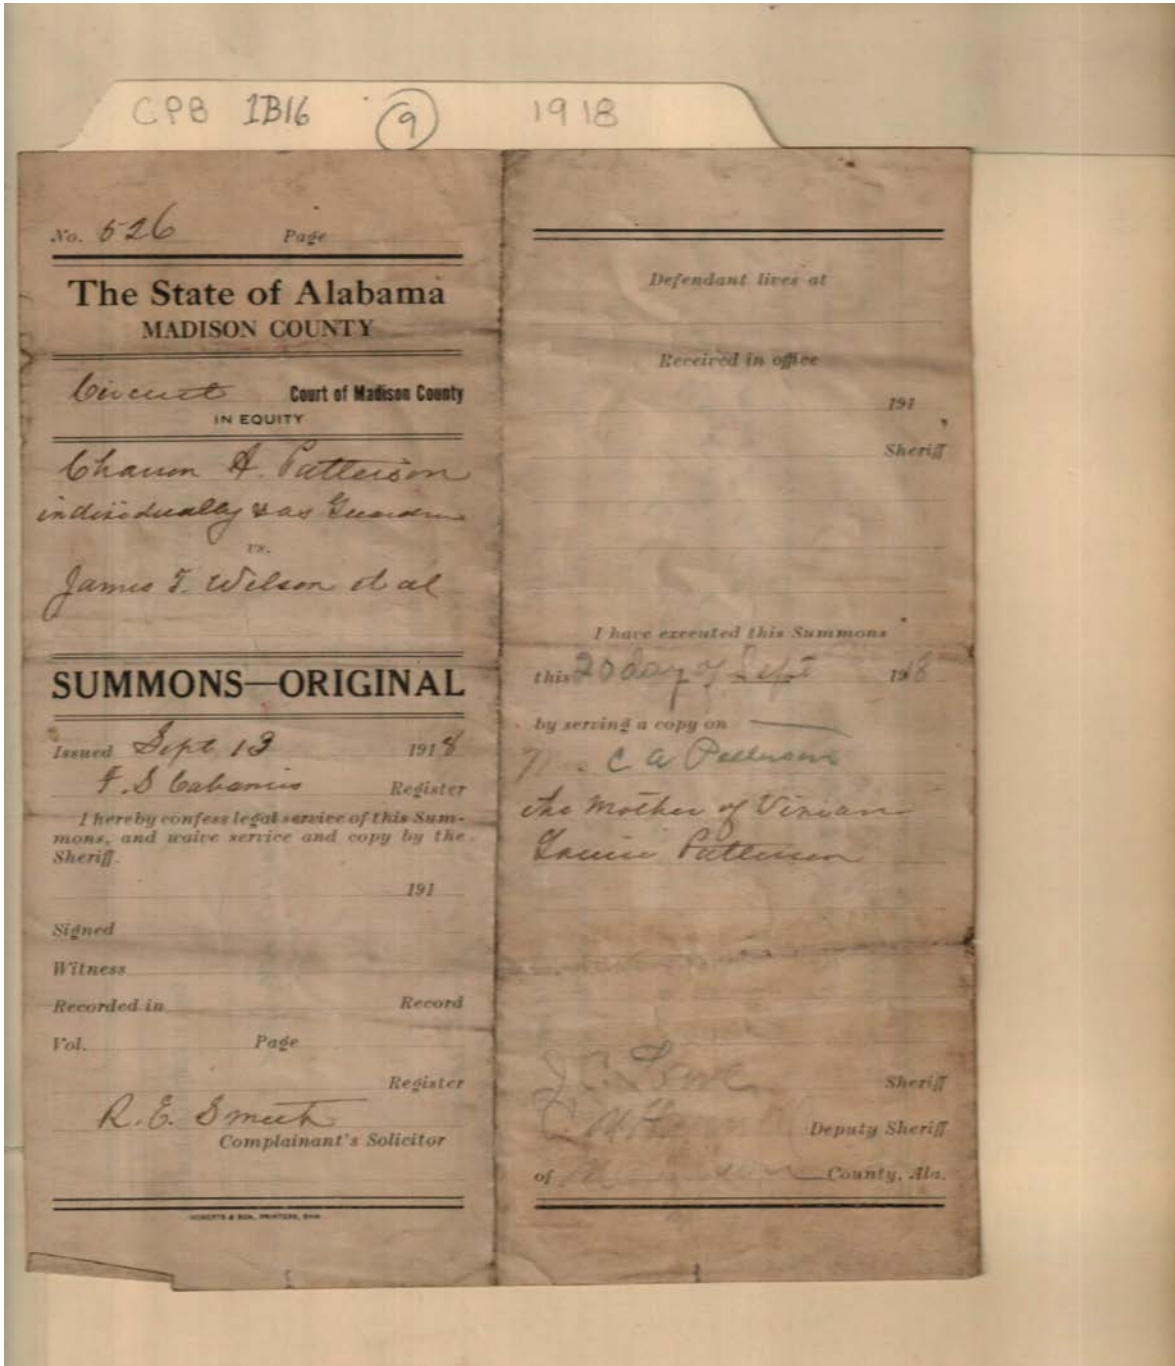 CPB IB16 9 1918
No. 526 Page
The State of Alabama
MADISON COUNTY
Circuit Court of Madison County
IN EQUITY
A. Patterson
individually & as
vs.
James T. Wilson et al
SUMMONS—ORIGINAL
Issued Sept 13 1918
F. S Cabaniss Register
I hereby confess legal service of this Sum-
mons, and waive service and copy by the
Sheriff.
191
Signed
Witness
Recorded in Record
Vol. Page
Register
R. E. Smith
Complainant's Solicitor
ROBERTS & SON, PRINTERS,
Defendant lives at
Received in office
191
Sheriff
I have executed this Summons
this 20 day of Sept 1918
by serving a copy on
C A Patterson
the Mother of Vivian
Patterson
Sheriff
Deputy Sheriff
of County, Ala.